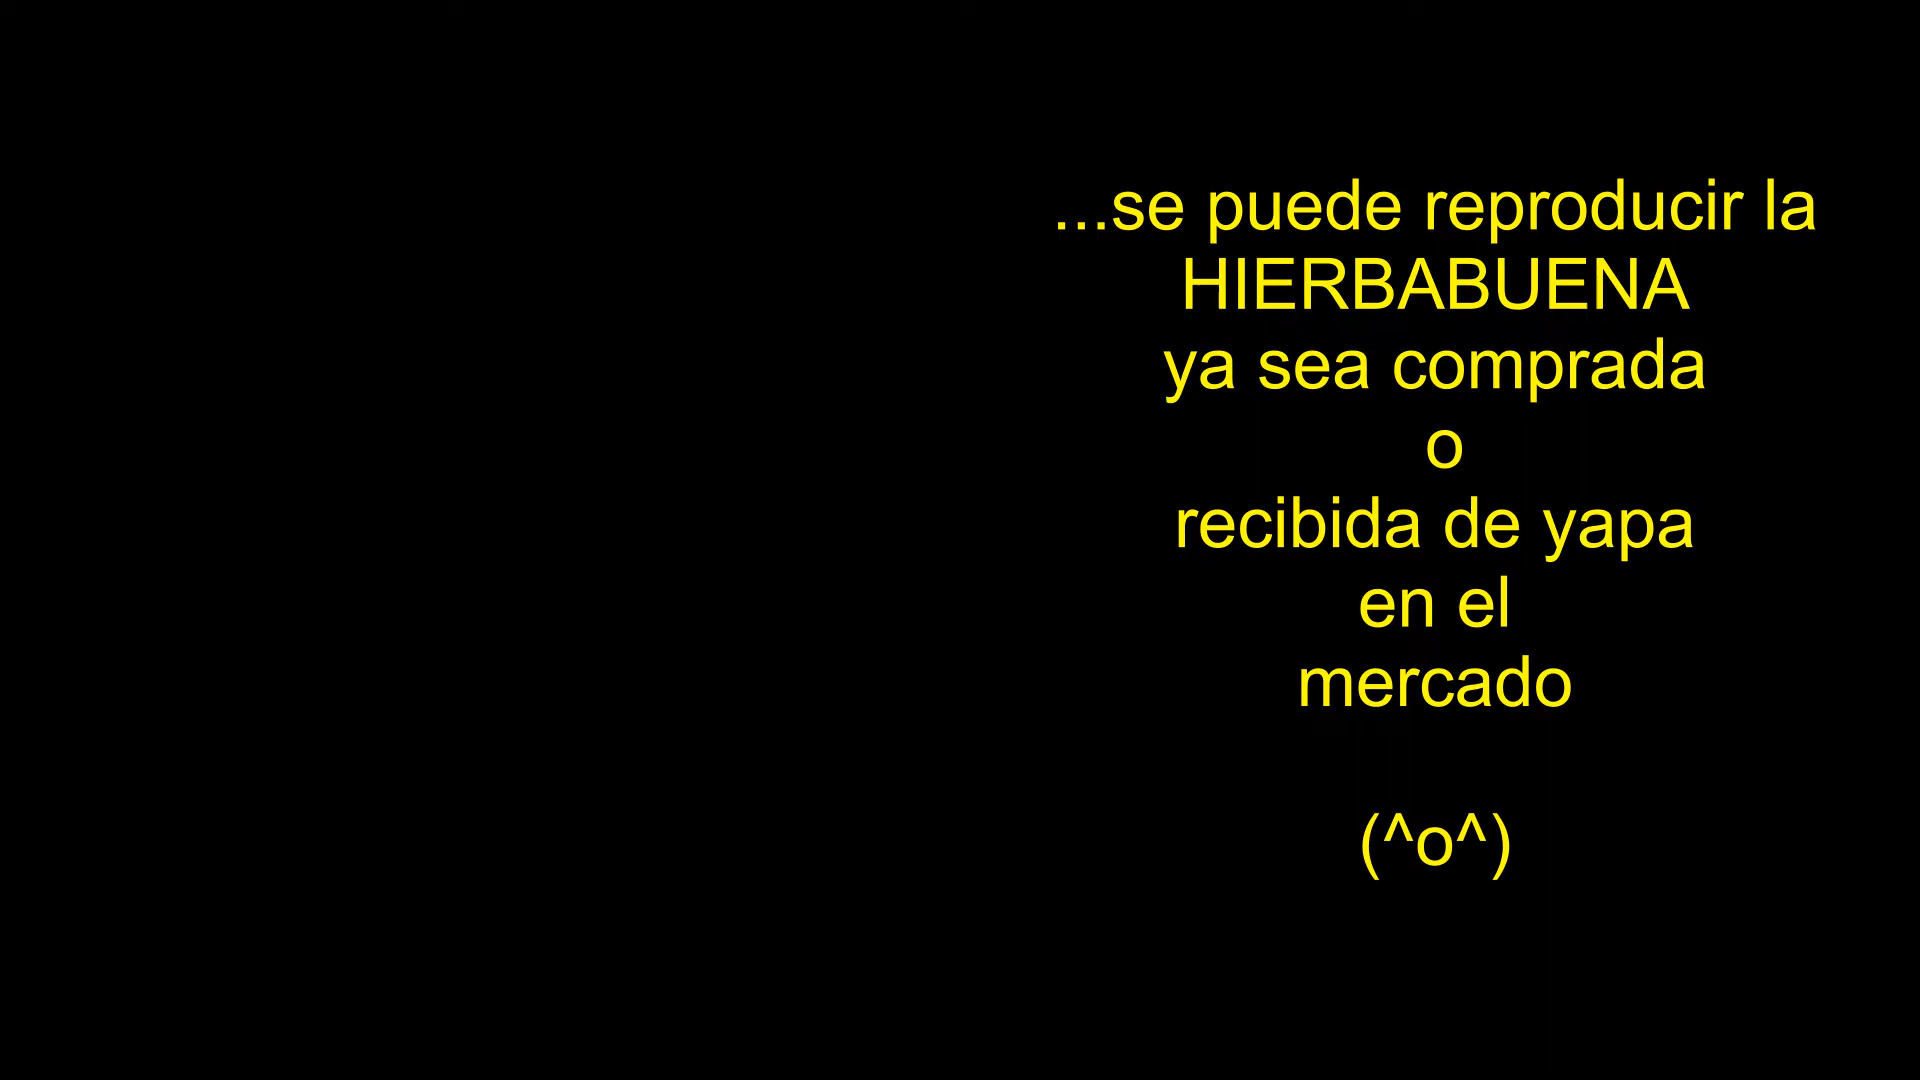 ...se puede reproducir la
HIERBABUENA
ya sea comprada
o
recibida de yapa
en el
mercado
(^o^)